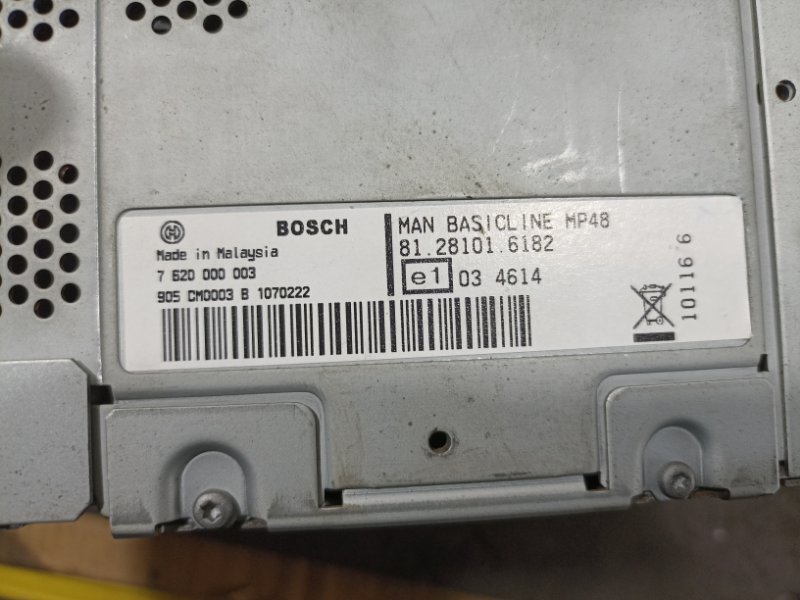 BOSCH
Made in Malaysia
7 620 000 003
905 CM0003 B 1070222
MAN BASICLINE MP48
81.28101.6182
e1 03 4614
10116 6